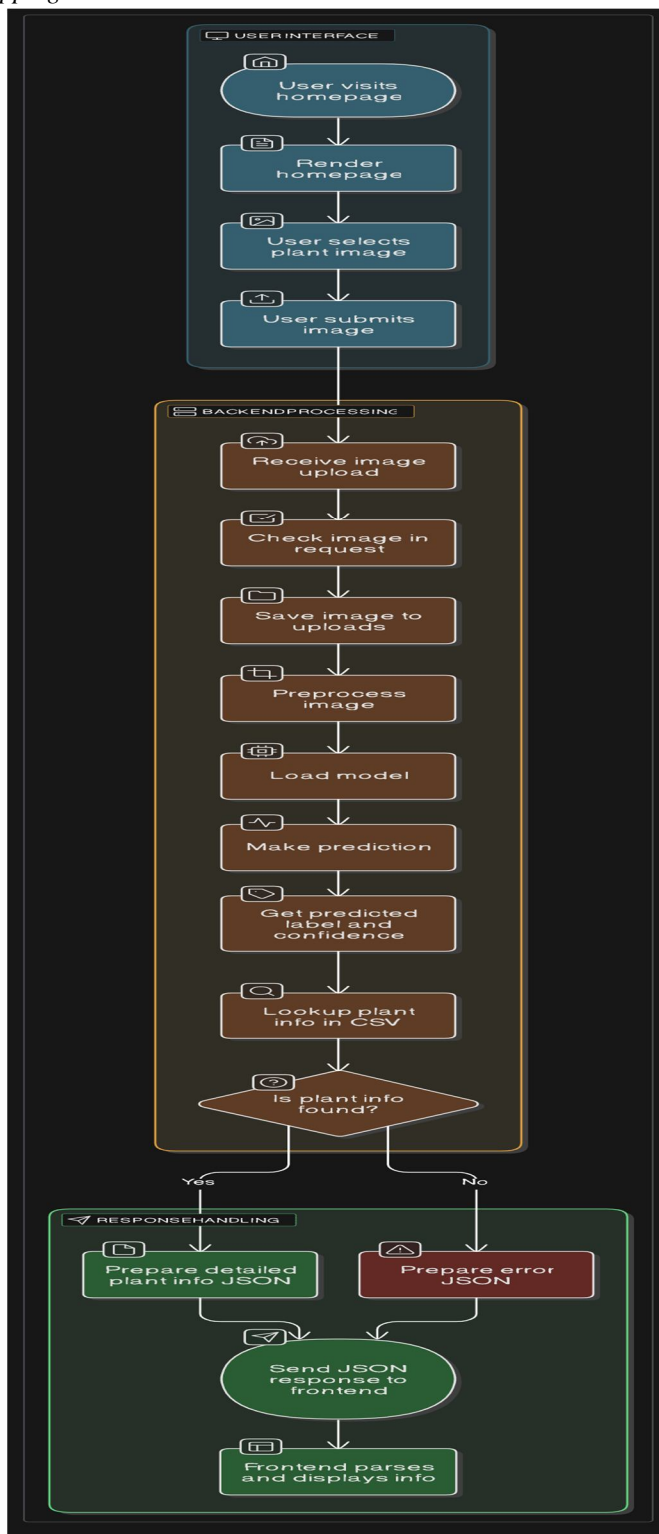 USERINTERFACE
User visits
homepage
Render
homepage
User selects
plant image
User submits
image
BACKENDPROCESSING
Receive image
upload
Check image in
request
Save image to
uploads
Preprocess
image
Load model
Make prediction
Get predicted
label and
confidence
Lookup plant
info in CSV
Is plant info
found?
Yes
No
RESPONSEHANDLING
Prepare detailed
plant info JSON
Prepare error
JSON
Send JSON
response to
frontend
Frontend parses
and displays info